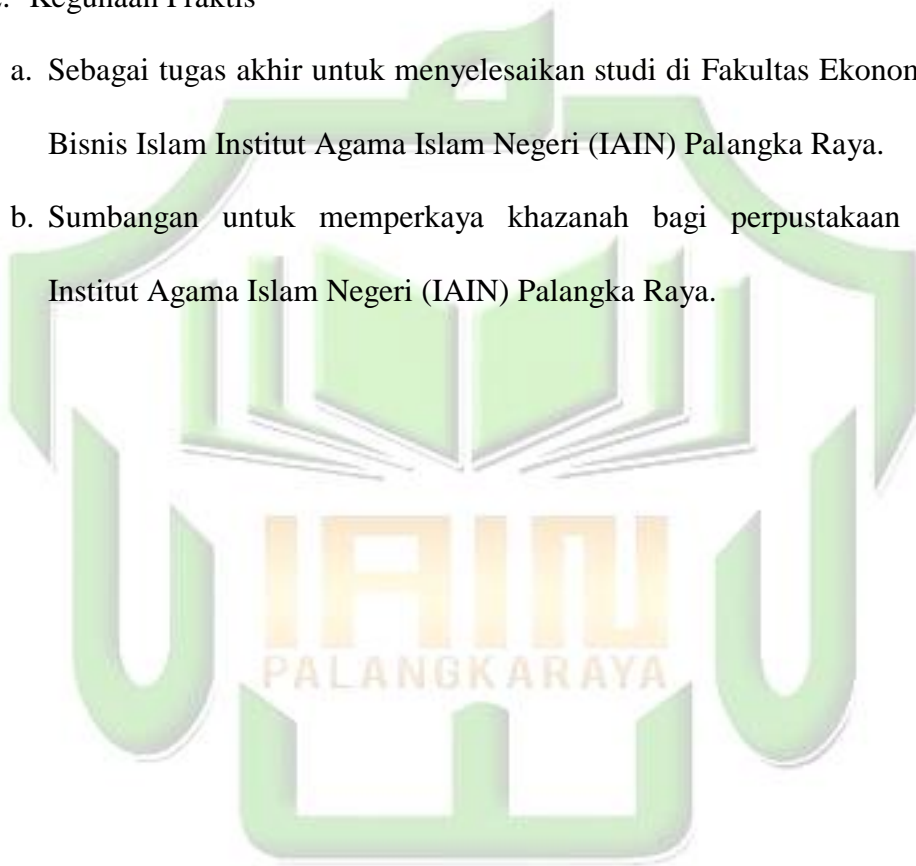 Kegunaan Praktis
a. Sebagai tugas akhir untuk menyelesaikan studi di Fakultas
Bisnis Islam Institut Agama Islam Negeri (IAIN) Palangka Raya.
b. Sumbangan untuk memperkaya khazanah bagi perpustakaan
Institut Agama Islam Negeri (IAIN) Palangka Raya.
IAIN
PALANGKARAYA